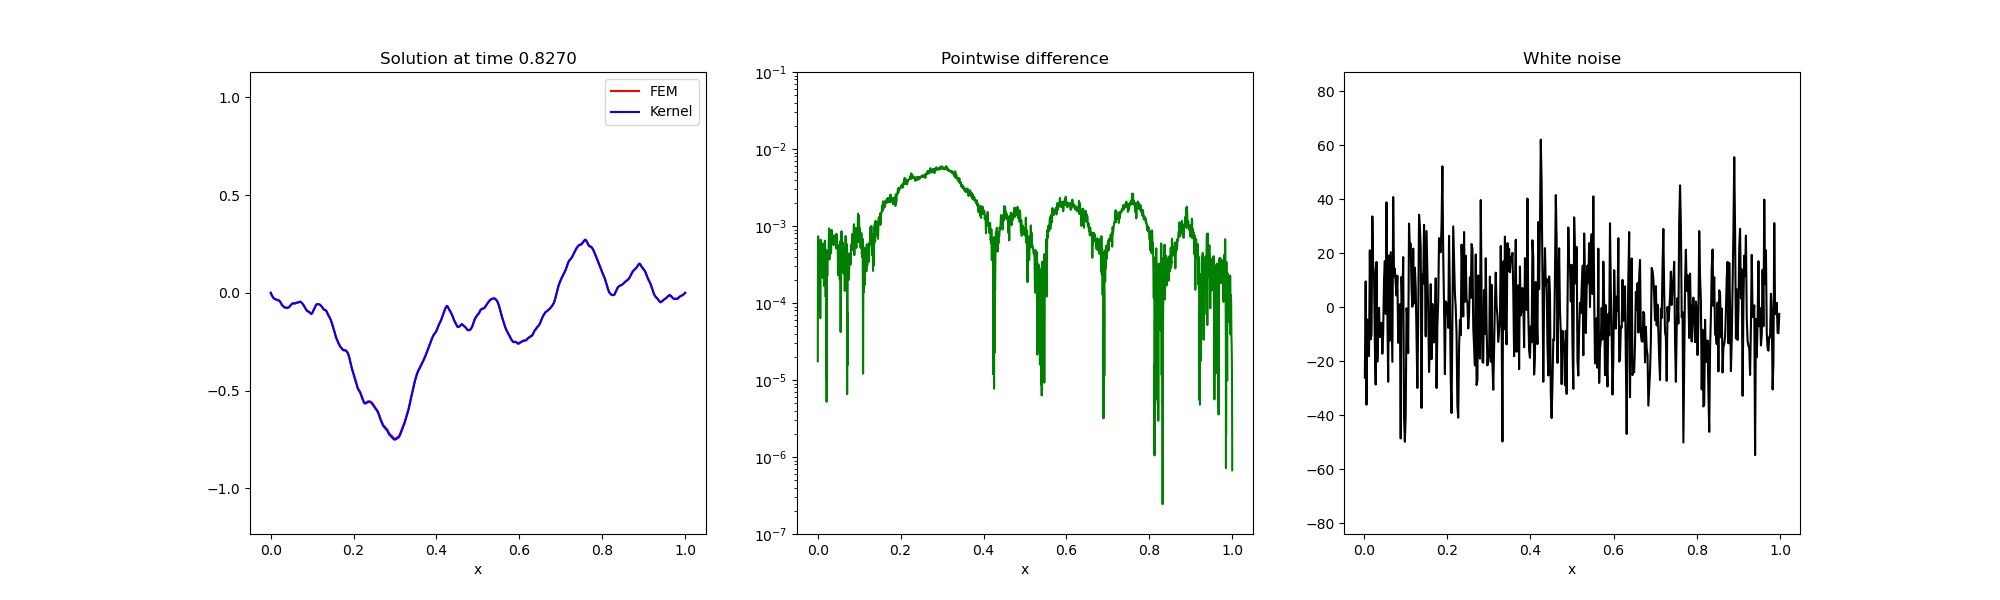 Solution at time 0.8270
1.0
0.5
0.0
−0.5
−1.0
0.0 0.2 0.4 0.6 0.8 1.0
x
FEM
Kernel
Pointwise difference
10⁻¹
10⁻²
10⁻³
10⁻⁴
10⁻⁵
10⁻⁶
10⁻⁷
0.0 0.2 0.4 0.6 0.8 1.0
x
White noise
80
60
40
20
0
−20
−40
−60
−80
0.0 0.2 0.4 0.6 0.8 1.0
x